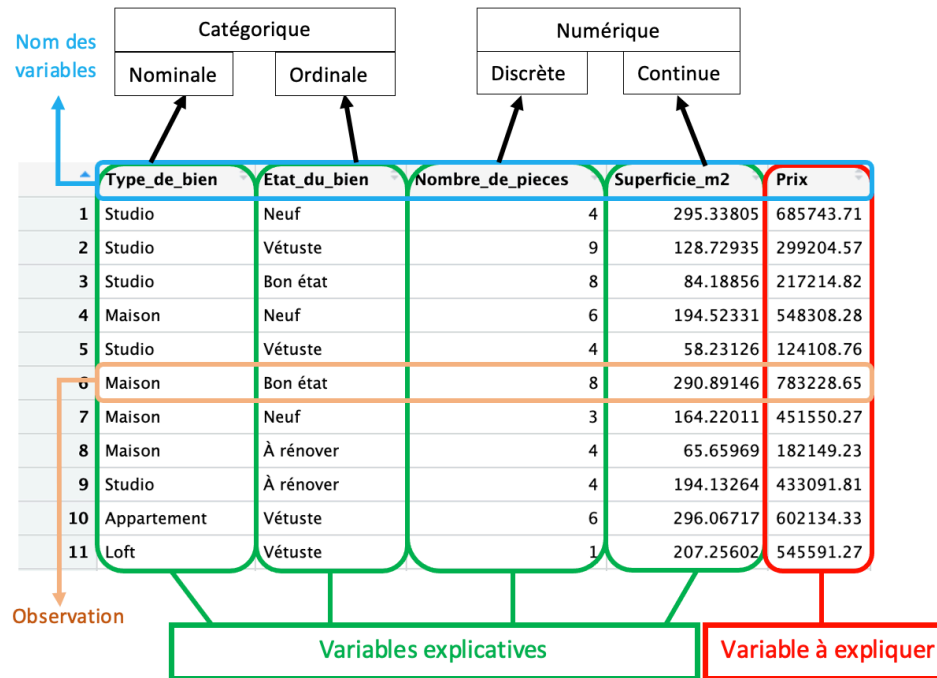 Catégorique
Numérique
Nom des
variables
Nominale
Ordinale
Discrète
Continue
Type_de_bien Etat_du_bien Nombre_de_pieces Superficie_m2 Prix
1 Studio Neuf 4 295.33805 685743.71
2 Studio Vétuste 9 128.72935 299204.57
3 Studio Bon état 8 84.18856 217214.82
4 Maison Neuf 6 194.52331 548308.28
5 Studio Vétuste 4 58.23126 124108.76
6 Maison Bon état 8 290.89146 783228.65
7 Maison Neuf 3 164.22011 451550.27
8 Maison À rénover 4 65.65969 182149.23
9 Studio À rénover 4 194.13264 433091.81
10 Appartement Vétuste 6 296.06717 602134.33
11 Loft Vétuste 1 207.25602 545591.27
Observation
Variables explicatives
Variable à expliquer